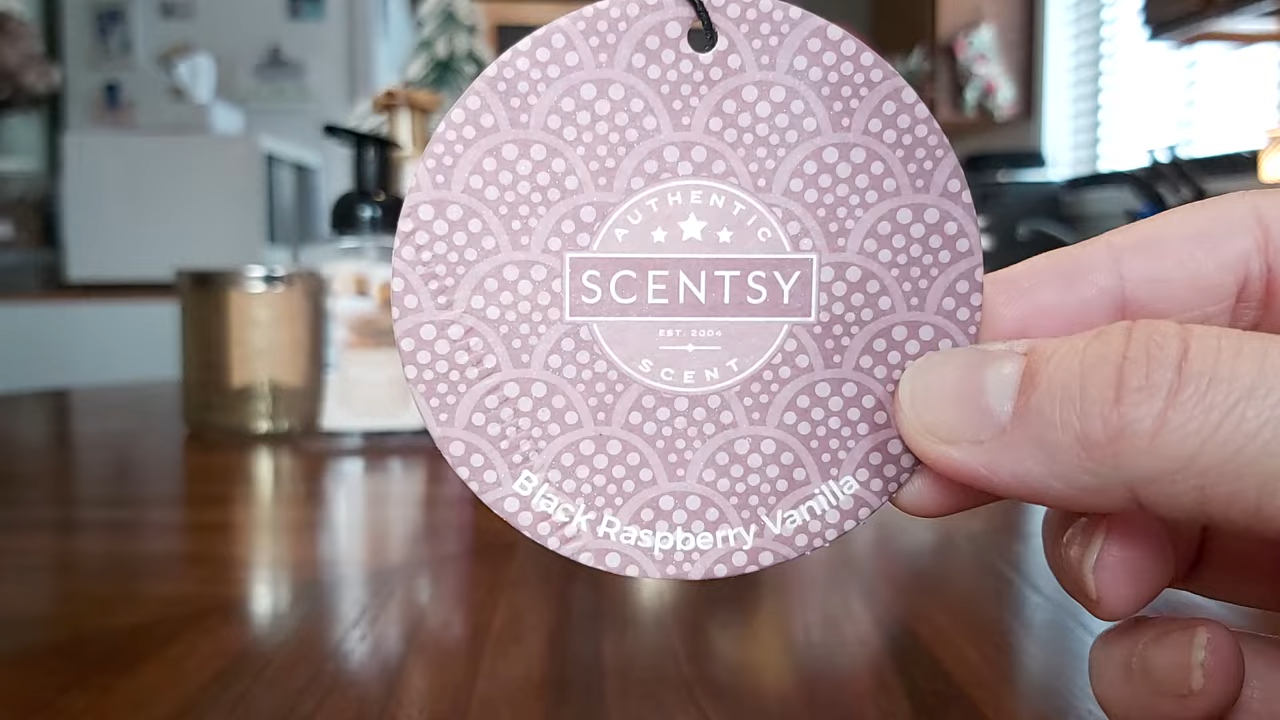 AUTHENTIC
SCENTSY
EST. 2004
SCENT
Black Raspberry Vanilla